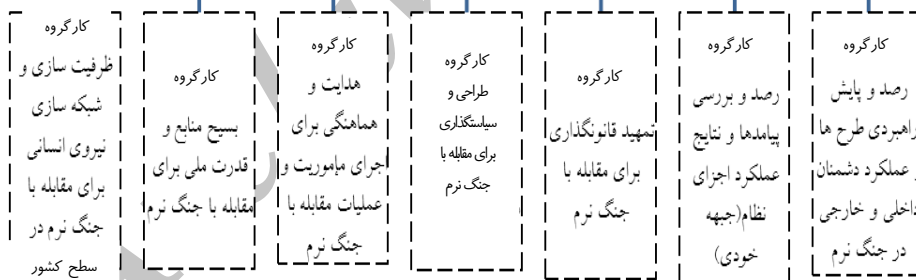 کارگروه
رصد و پایش
راهبردی طرح ها
و عملکرد دشمنان
داخلی و خارجی
در جنگ نرم
کارگروه
رصد و بررسی
پیامدها و نتایج
عملکرد اجزای
نظام(جبهه
خودی)
کارگروه
تمهید قانونگذاری
برای مقابله با
جنگ نرم
کارگروه
طراحی و
سیاستگذاری
برای مقابله با
جنگ نرم
کارگروه
هدایت و
هماهنگی برای
اجرای مإموریت و
عملیات مقابله با
جنگ نرم
کارگروه
بسیج منابع و
قدرت ملی برای
مقابله با جنگ نرم
کارگروه
ظرفیت سازی و
شبکه سازی
نیروی انسانی
برای مقابله با
جنگ نرم در
سطح کشور